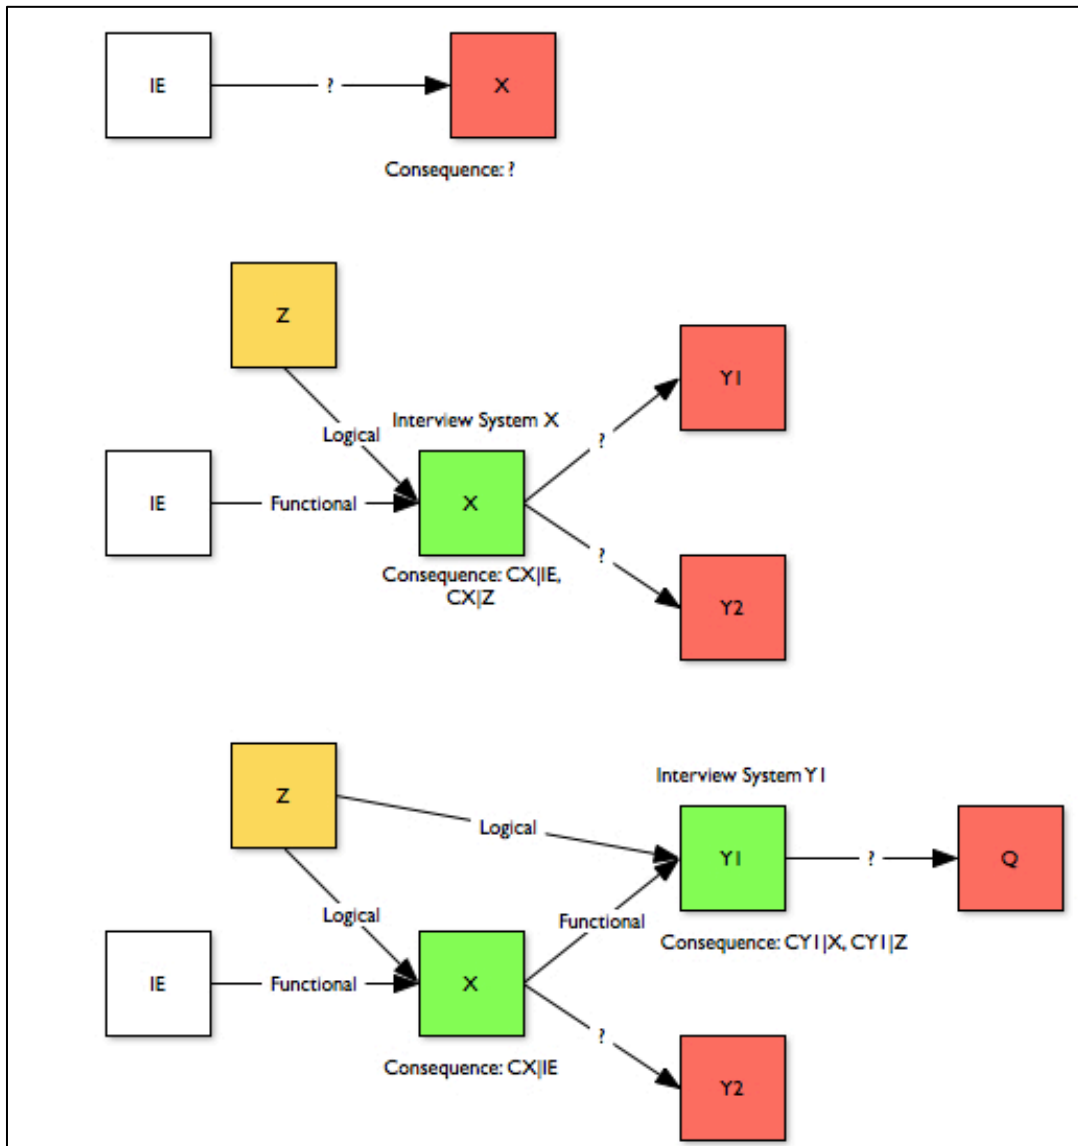 IE
?
X
Consequence: ?
Z
Y1
Interview System X
Logical
?
IE
Functional
X
Consequence: CX|IE,
CX|Z
?
Y2
Z
Interview System Y1
Logical
Y1
?
Q
Logical
Functional
Consequence: CY1|X, CY1|Z
IE
Functional
X
?
Consequence: CX|IE
Y2